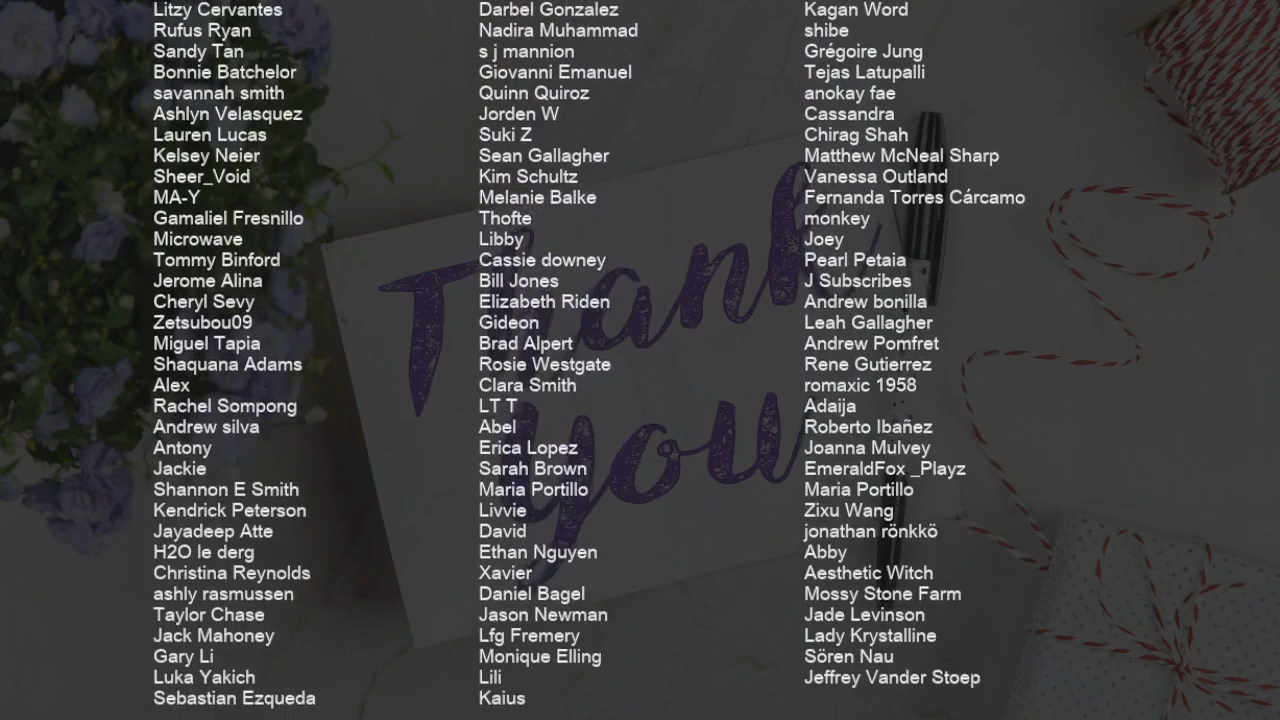 Litzy Cervantes
Rufus Ryan
Sandy Tan
Bonnie Batchelor
savannah smith
Ashlyn Velasquez
Lauren Lucas
Kelsey Neier
Sheer_Void
MA-Y
Gamaliel Fresnillo
Microwave
Tommy Binford
Jerome Alina
Cheryl Sevy
Zetsubou09
Miguel Tapia
Shaquana Adams
Alex
Rachel Sompong
Andrew silva
Antony
Jackie
Shannon E Smith
Kendrick Peterson
Jayadeep Atte
H2O le derg
Christina Reynolds
ashly rasmussen
Taylor Chase
Jack Mahoney
Gary Li
Luka Yakich
Sebastian Ezqueda
Darbel Gonzalez
Nadira Muhammad
s j mannion
Giovanni Emanuel
Quinn Quiroz
Jorden W
Suki Z
Sean Gallagher
Kim Schultz
Melanie Balke
Thofte
Libby
Cassie downey
Bill Jones
Elizabeth Riden
Gideon
Brad Alpert
Rosie Westgate
Clara Smith
LT T
Abel
Erica Lopez
Sarah Brown
Maria Portillo
Livvie
David
Ethan Nguyen
Xavier
Daniel Bagel
Jason Newman
Lfg Fremery
Monique Elling
Lili
Kaius
Kagan Word
shibe
Grégoire Jung
Tejas Latupalli
anokay fae
Cassandra
Chirag Shah
Matthew McNeal Sharp
Vanessa Outland
Fernanda Torres Cárcamo
monkey
Joey
Pearl Petaia
J Subscribes
Andrew bonilla
Leah Gallagher
Andrew Pomfret
Rene Gutierrez
romaxic 1958
Adaija
Roberto Ibañez
Joanna Mulvey
EmeraldFox _Playz
Maria Portillo
Zixu Wang
jonathan rönkkö
Abby
Aesthetic Witch
Mossy Stone Farm
Jade Levinson
Lady Krystalline
Sören Nau
Jeffrey Vander Stoep
Thank
you